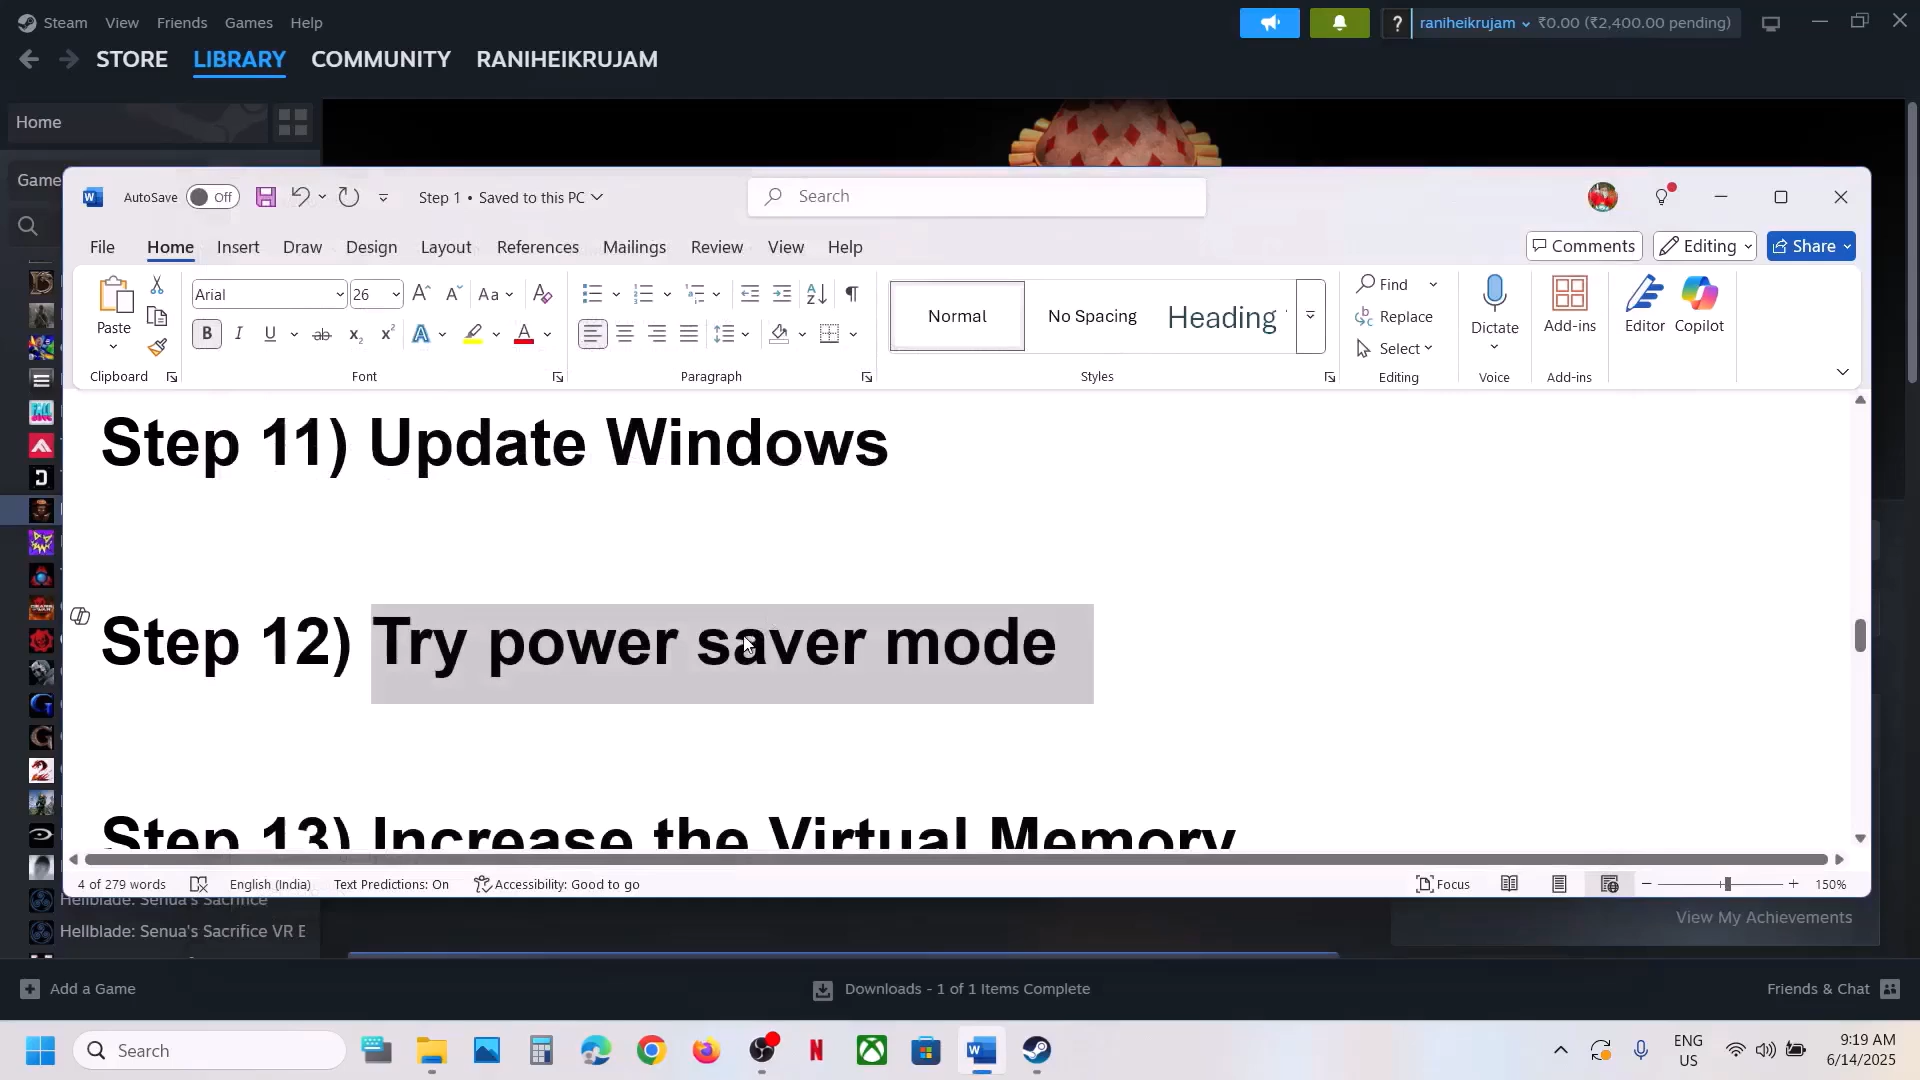 Steam View Friends Games Help
raniheikrujam ₹0.00 (₹2,400.00 pending)
STORE LIBRARY COMMUNITY RANIHEIKRUJAM
Home
Game
AutoSave Off Step 1 • Saved to this PC Search
File Home Insert Draw Design Layout References Mailings Review View Help Comments Editing Share
Paste Arial 26 Aa Normal No Spacing Heading Find Replace Select Dictate Add-ins Editor Copilot
Clipboard Font Paragraph Styles Editing Voice Add-ins
Step 11) Update Windows
Step 12) Try power saver mode
Step 13) Increase the Virtual Memory
4 of 279 words English (India) Text Predictions: On Accessibility: Good to go Focus 150%
Hellblade: Senua's Sacrifice
Hellblade: Senua's Sacrifice VR E
View My Achievements
Add a Game Downloads - 1 of 1 Items Complete Friends & Chat
Search ENG US 9:19 AM 6/14/2025